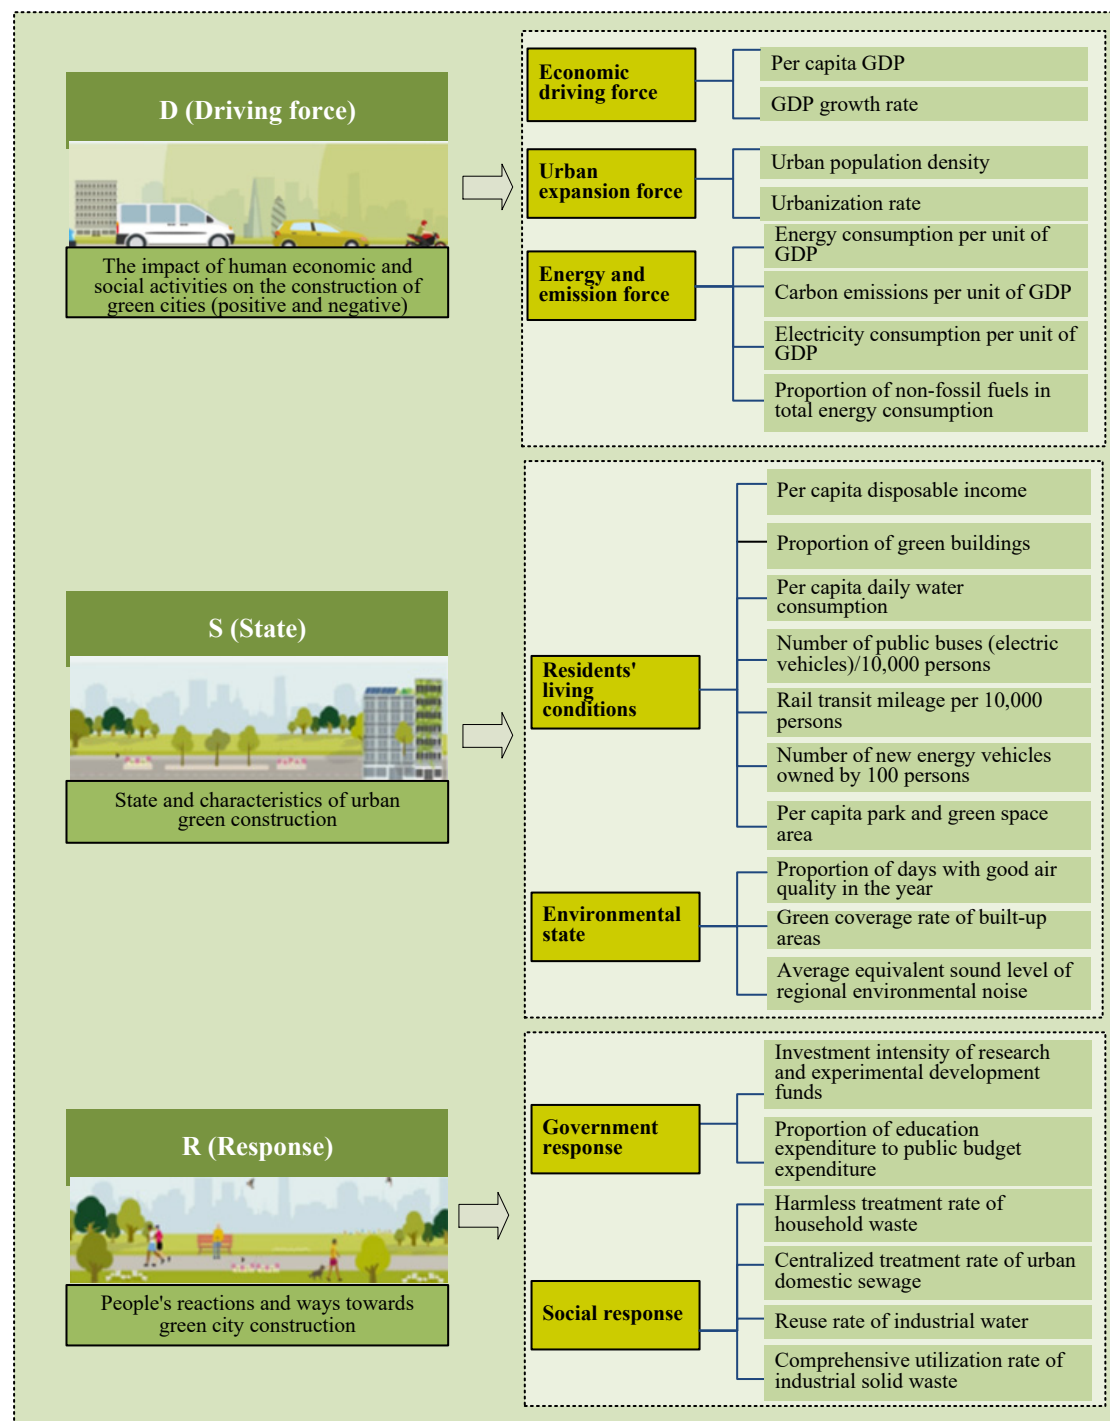 D (Driving force)
The impact of human economic and
social activities on the construction of
green cities (positive and negative)
Economic
driving force
Per capita GDP
GDP growth rate
Urban
expansion force
Urban population density
Urbanization rate
Energy and
emission force
Energy consumption per unit of
GDP
Carbon emissions per unit of GDP
Electricity consumption per unit of
GDP
Proportion of non-fossil fuels in
total energy consumption
S (State)
State and characteristics of urban
green construction
Residents'
living
conditions
Per capita disposable income
Proportion of green buildings
Per capita daily water
consumption
Number of public buses (electric
vehicles)/10,000 persons
Rail transit mileage per 10,000
persons
Number of new energy vehicles
owned by 100 persons
Per capita park and green space
area
Environmental
state
Proportion of days with good air
quality in the year
Green coverage rate of built-up
areas
Average equivalent sound level of
regional environmental noise
R (Response)
People's reactions and ways towards
green city construction
Government
response
Investment intensity of research
and experimental development
funds
Proportion of education
expenditure to public budget
expenditure
Social response
Harmless treatment rate of
household waste
Centralized treatment rate of urban
domestic sewage
Reuse rate of industrial water
Comprehensive utilization rate of
industrial solid waste